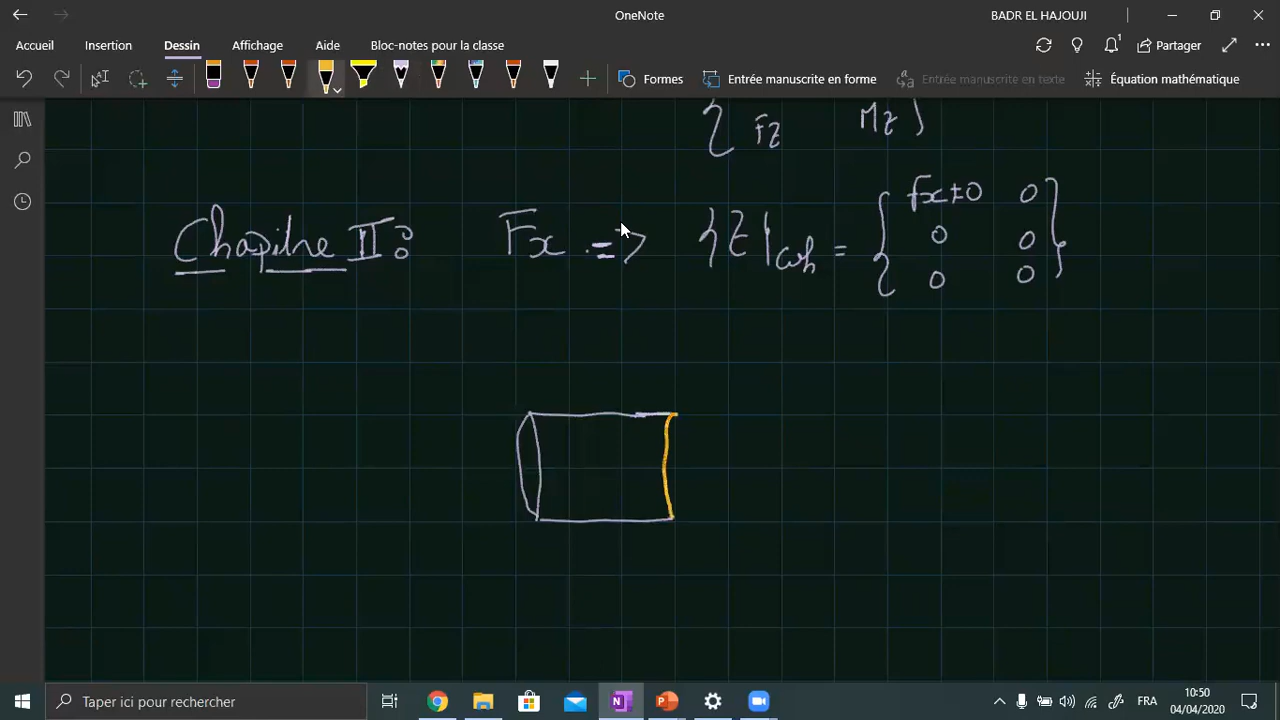 OneNote
BADR EL HAJOUJI
Accueil Insertion Dessin Affichage Aide Bloc-notes pour la classe Partager
Formes Entrée manuscrite en forme Entrée manuscrite en texte Équation mathématique
Fz Mz
Chapitre II : Fx => {τ}coh = { fx≠0 0
0 0
0 0 }
Taper ici pour rechercher
FRA
10:50
04/04/2020